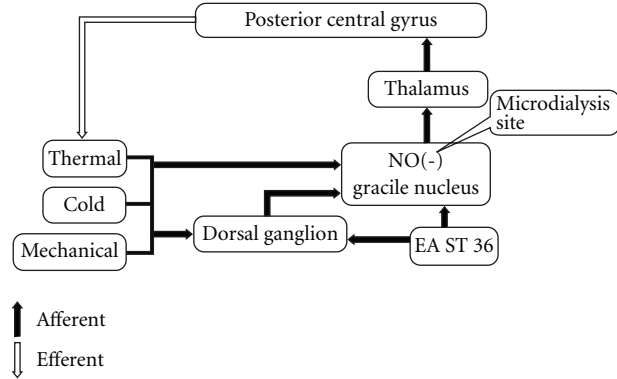 Posterior central gyrus
Thalamus
Microdialysis
site
Thermal
NO(-)
gracile nucleus
Cold
Mechanical
Dorsal ganglion
EA ST 36
Afferent
Efferent